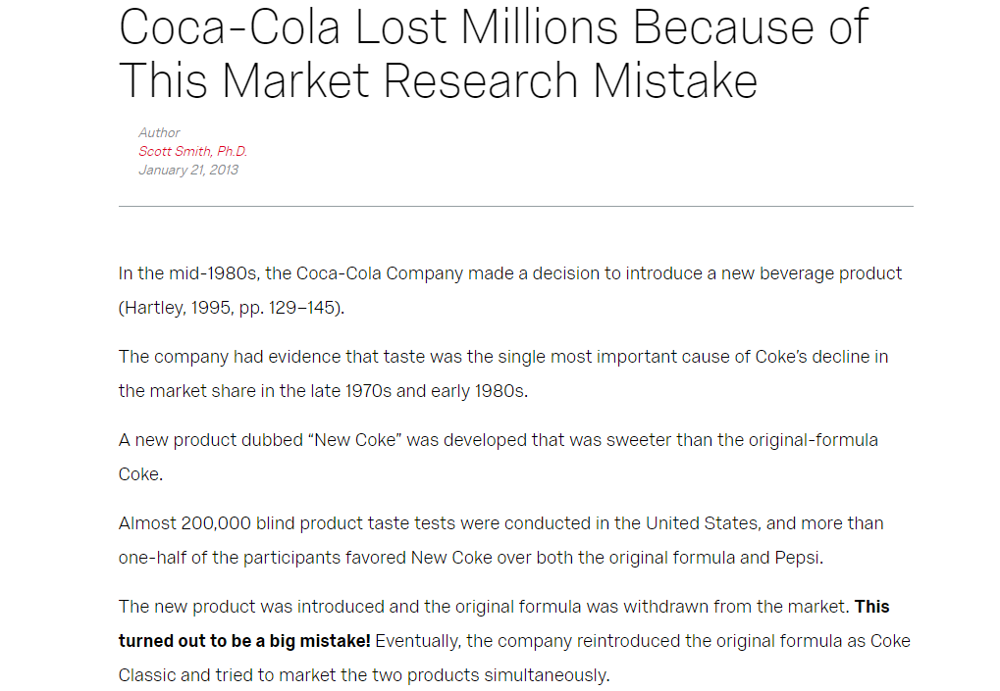 Coca-Cola Lost Millions Because of
This Market Research Mistake
Author
Scott Smith, Ph.D.
January 21, 2013
In the mid-1980s, the Coca-Cola Company made a decision to introduce a new beverage product
(Hartley, 1995, pp. 129–145).
The company had evidence that taste was the single most important cause of Coke’s decline in
the market share in the late 1970s and early 1980s.
A new product dubbed “New Coke” was developed that was sweeter than the original-formula
Coke.
Almost 200,000 blind product taste tests were conducted in the United States, and more than
one-half of the participants favored New Coke over both the original formula and Pepsi.
The new product was introduced and the original formula was withdrawn from the market. This
turned out to be a big mistake! Eventually, the company reintroduced the original formula as Coke
Classic and tried to market the two products simultaneously.